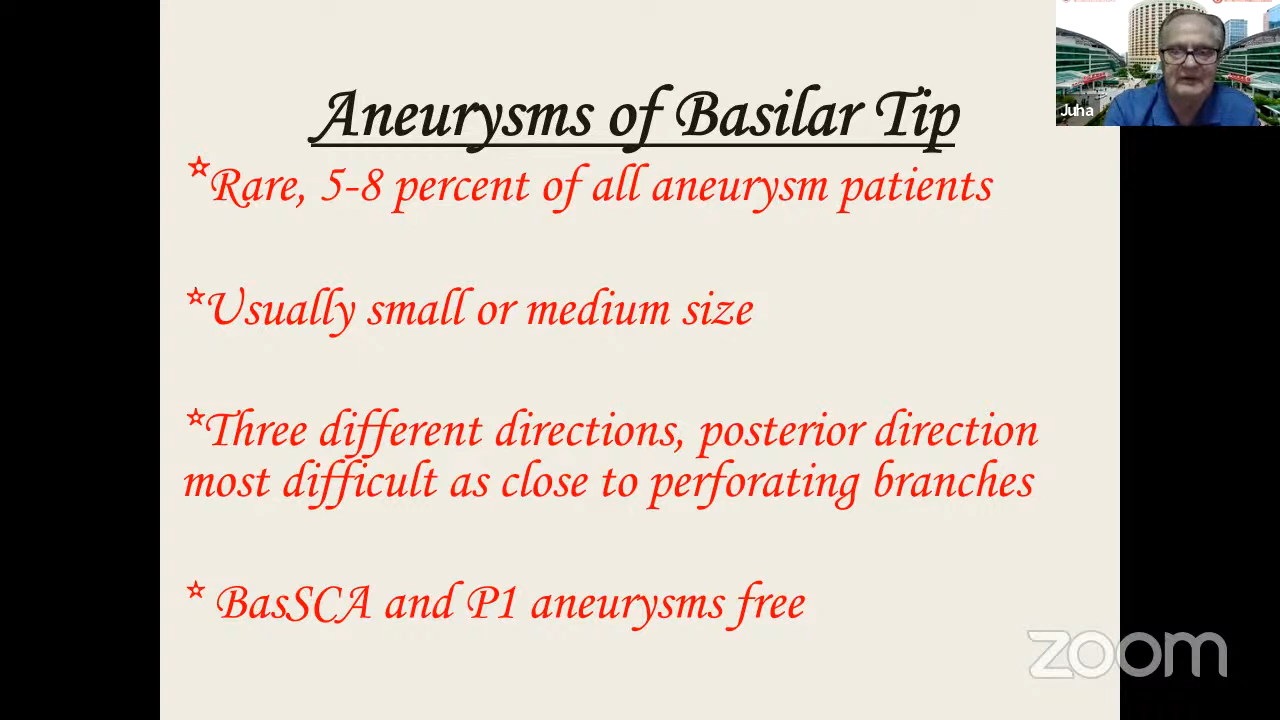 Aneurysms of Basilar Tip
*Rare, 5-8 percent of all aneurysm patients
*Usually small or medium size
*Three different directions, posterior direction
most difficult as close to perforating branches
* BasSCA and P1 aneurysms free
Juha
zoom